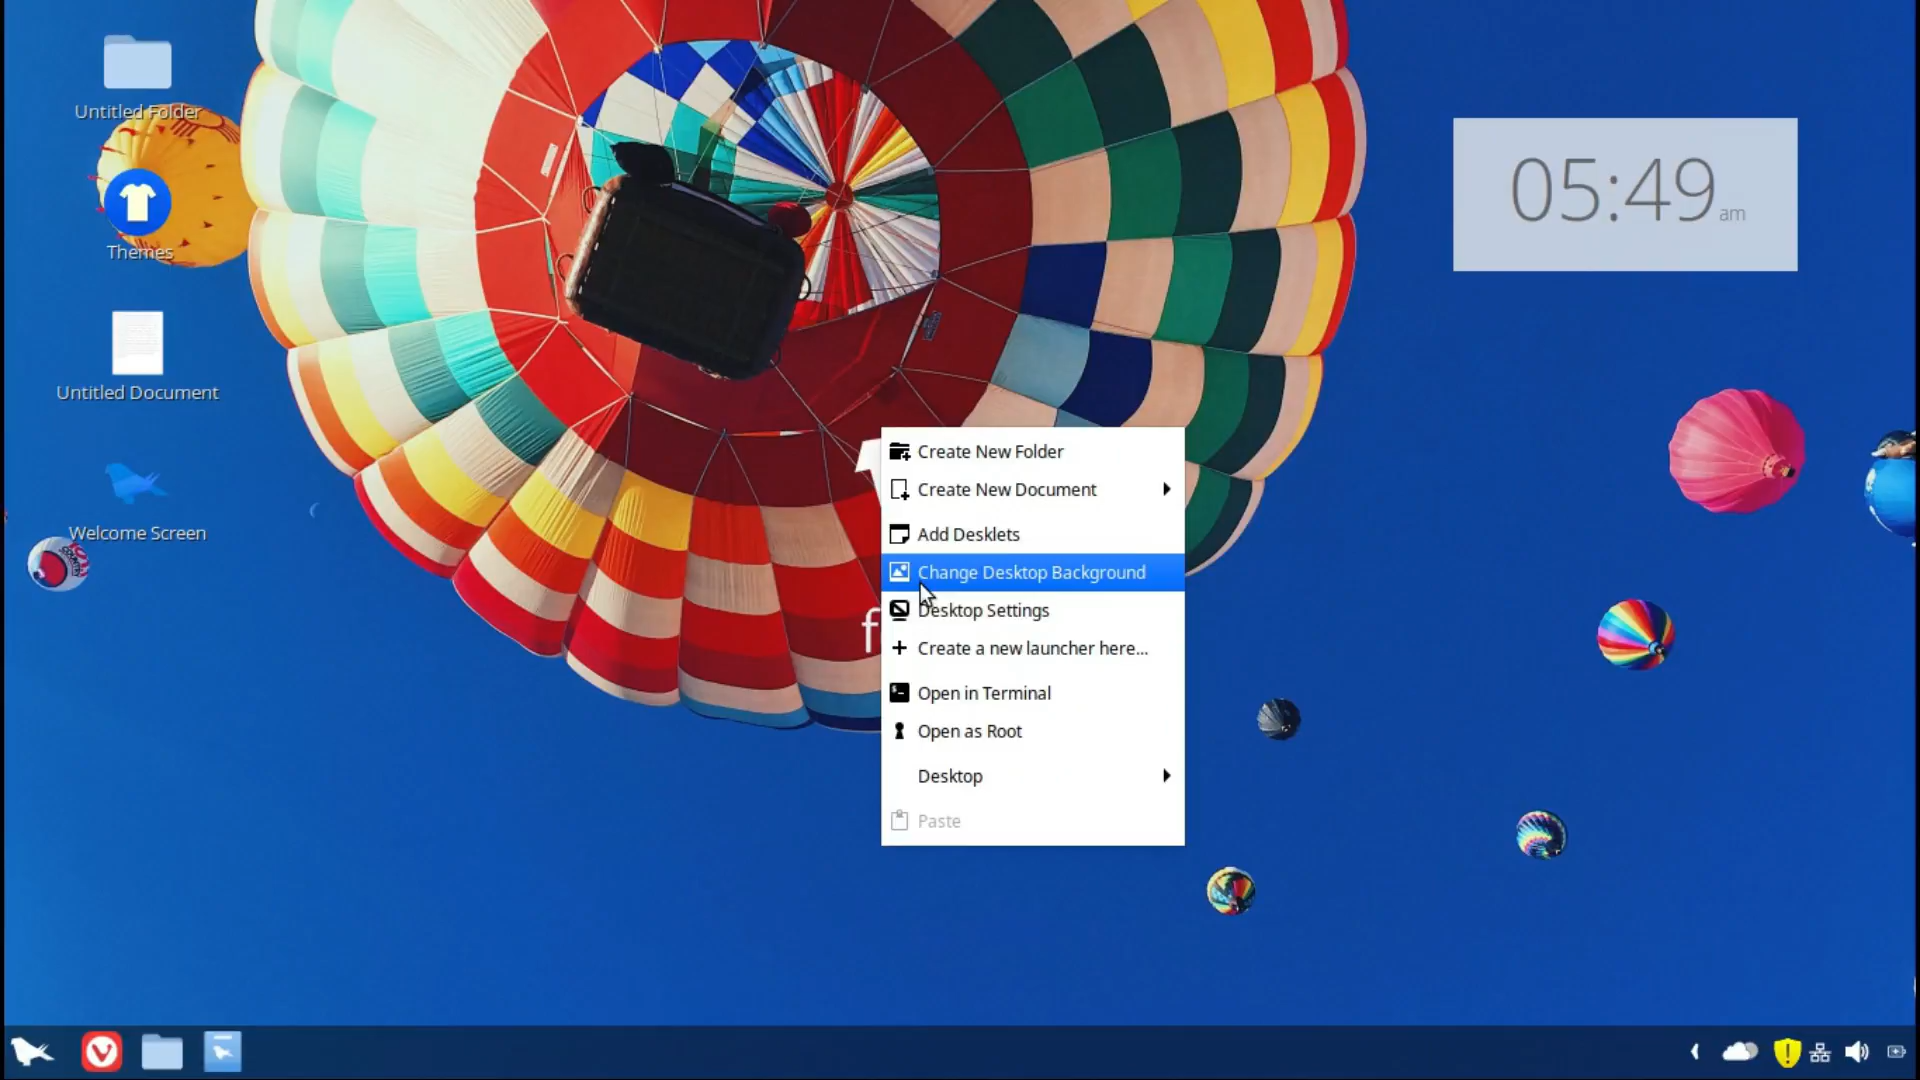 Untitled Folder
Themes
Untitled Document
Welcome Screen
05:49 am
Create New Folder
Create New Document
Add Desklets
Change Desktop Background
Desktop Settings
Create a new launcher here...
Open in Terminal
Open as Root
Desktop
Paste
f